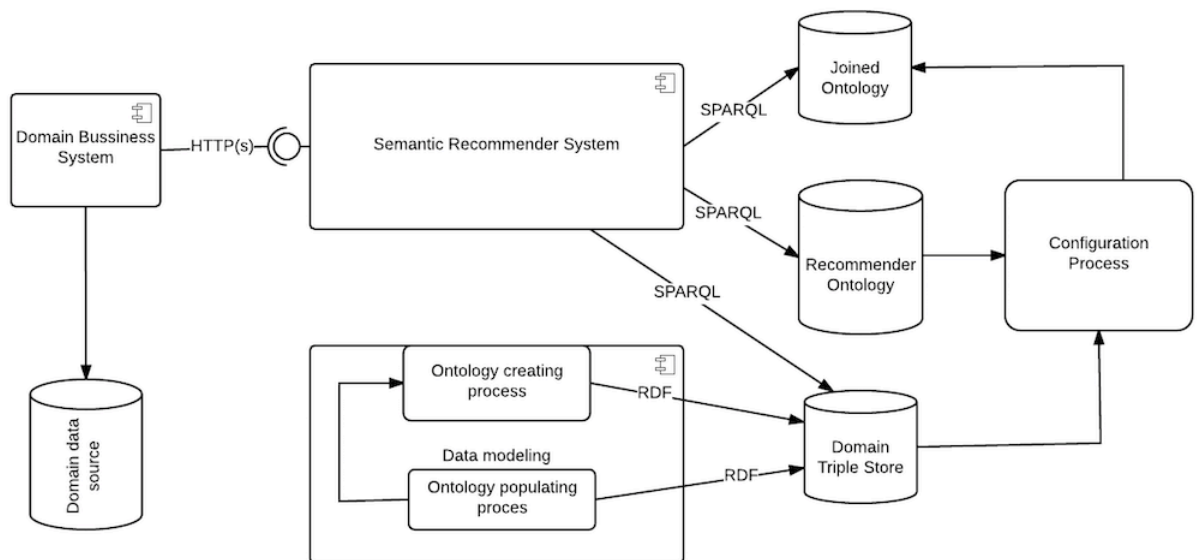 Domain Bussiness
System
HTTP(s)
Semantic Recommender System
SPARQL
Joined
Ontology
SPARQL
Recommender
Ontology
Configuration
Process
SPARQL
Domain data
source
Ontology creating
process
RDF
Data modeling
Ontology populating
proces
RDF
Domain
Triple Store